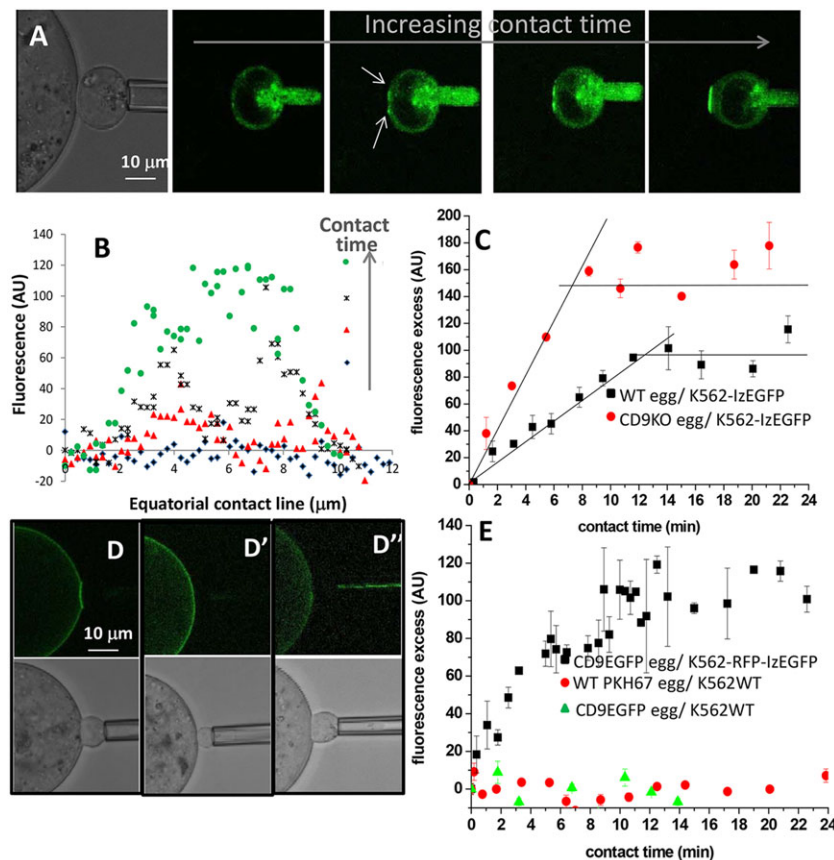 A
Increasing contact time
10 µm
B
Contact time
Fluorescence (AU)
140
120
100
80
60
40
20
0
-20
0 2 4 6 8 10 12
Equatorial contact line (µm)
C
fluorescence excess (AU)
200
180
160
140
120
100
80
60
40
20
0
WT egg/ K562-IzEGFP
CD9KO egg/ K562-IzEGFP
0 2 4 6 8 10 12 14 16 18 20 22 24
contact time (min)
D
D'
D''
10 µm
E
fluorescence excess (AU)
140
120
100
80
60
40
20
0
CD9EGFP egg/ K562-RFP-IzEGFP
WT PKH67 egg/ K562WT
CD9EGFP egg/ K562WT
0 2 4 6 8 10 12 14 16 18 20 22 24
contact time (min)